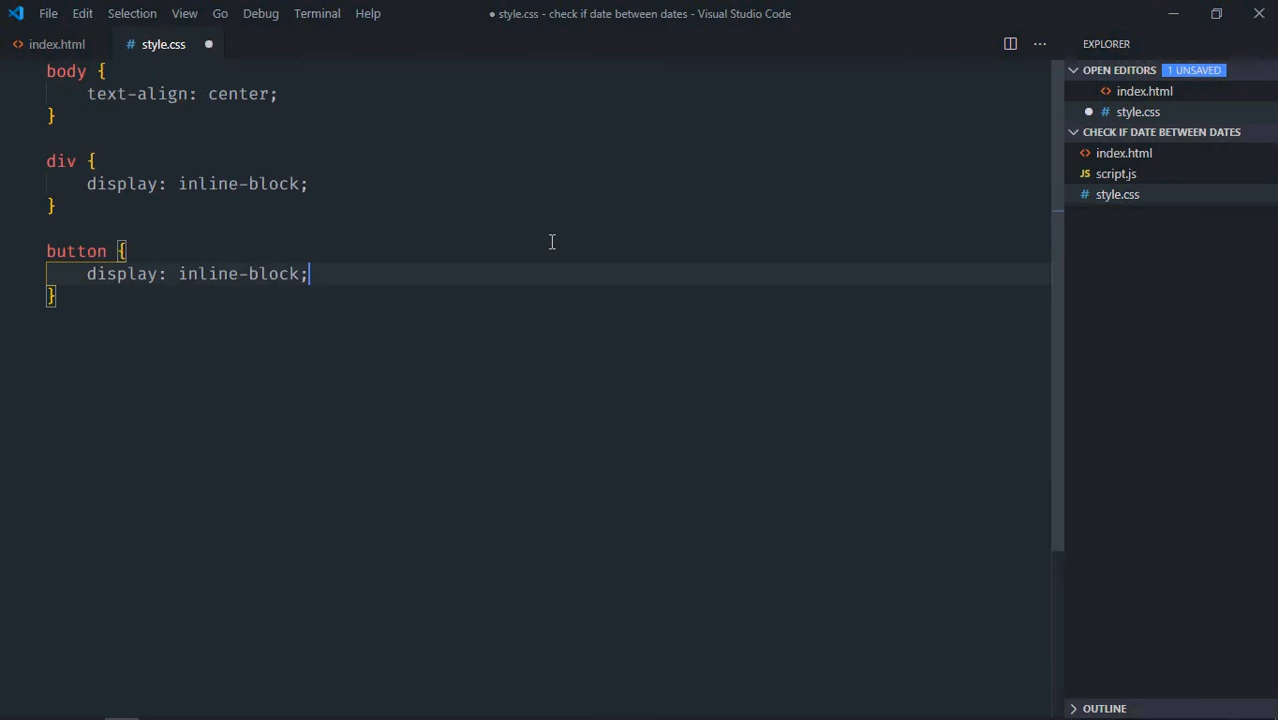 File Edit Selection View Go Debug Terminal Help
● style.css - check if date between dates - Visual Studio Code
<> index.html
# style.css ●
body {
text-align: center;
}
div {
display: inline-block;
}
button {
display: inline-block;
}
EXPLORER
OPEN EDITORS 1 UNSAVED
<> index.html
● # style.css
CHECK IF DATE BETWEEN DATES
<> index.html
JS script.js
# style.css
OUTLINE